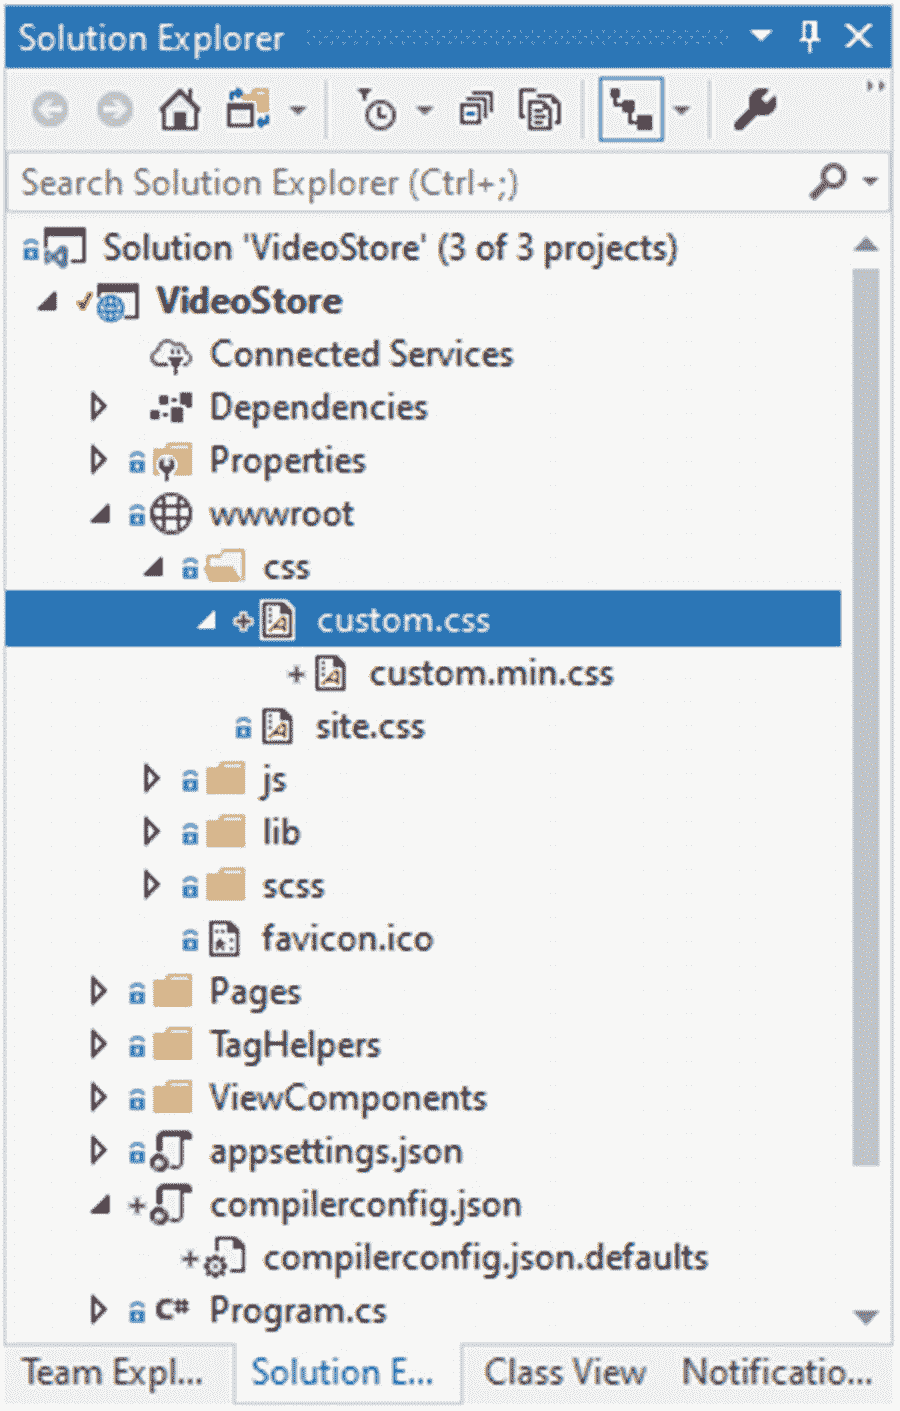 Solution Explorer
Search Solution Explorer (Ctrl+;)
Solution 'VideoStore' (3 of 3 projects)
VideoStore
Connected Services
Dependencies
Properties
wwwroot
css
custom.css
custom.min.css
site.css
js
lib
scss
favicon.ico
Pages
TagHelpers
ViewComponents
appsettings.json
compilerconfig.json
compilerconfig.json.defaults
C# Program.cs
Team Expl... Solution E... Class View Notificatio...